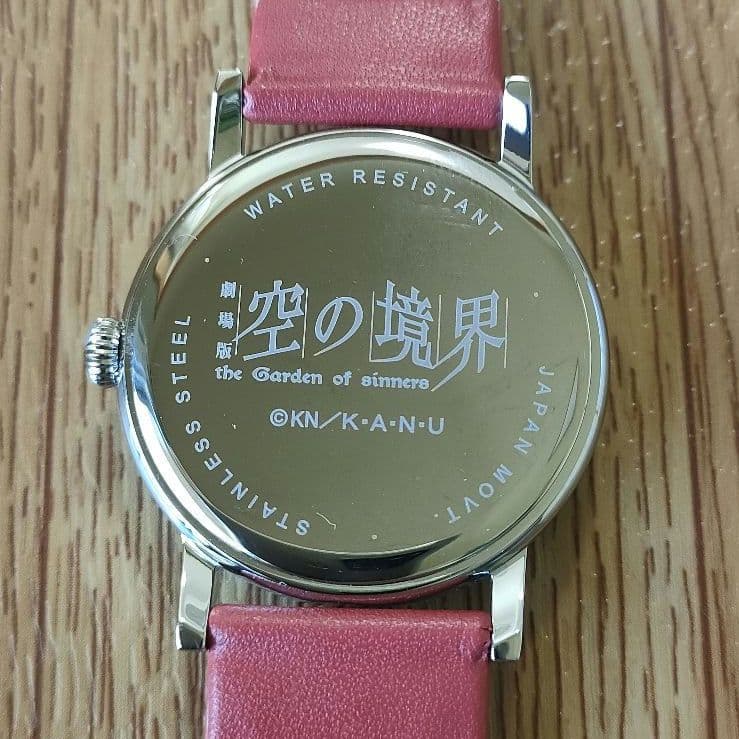 WATER RESISTANT
劇場版
空の境界
the Garden of sinners
©KN/K·A·N·U
STAINLESS STEEL
JAPAN MOVT.